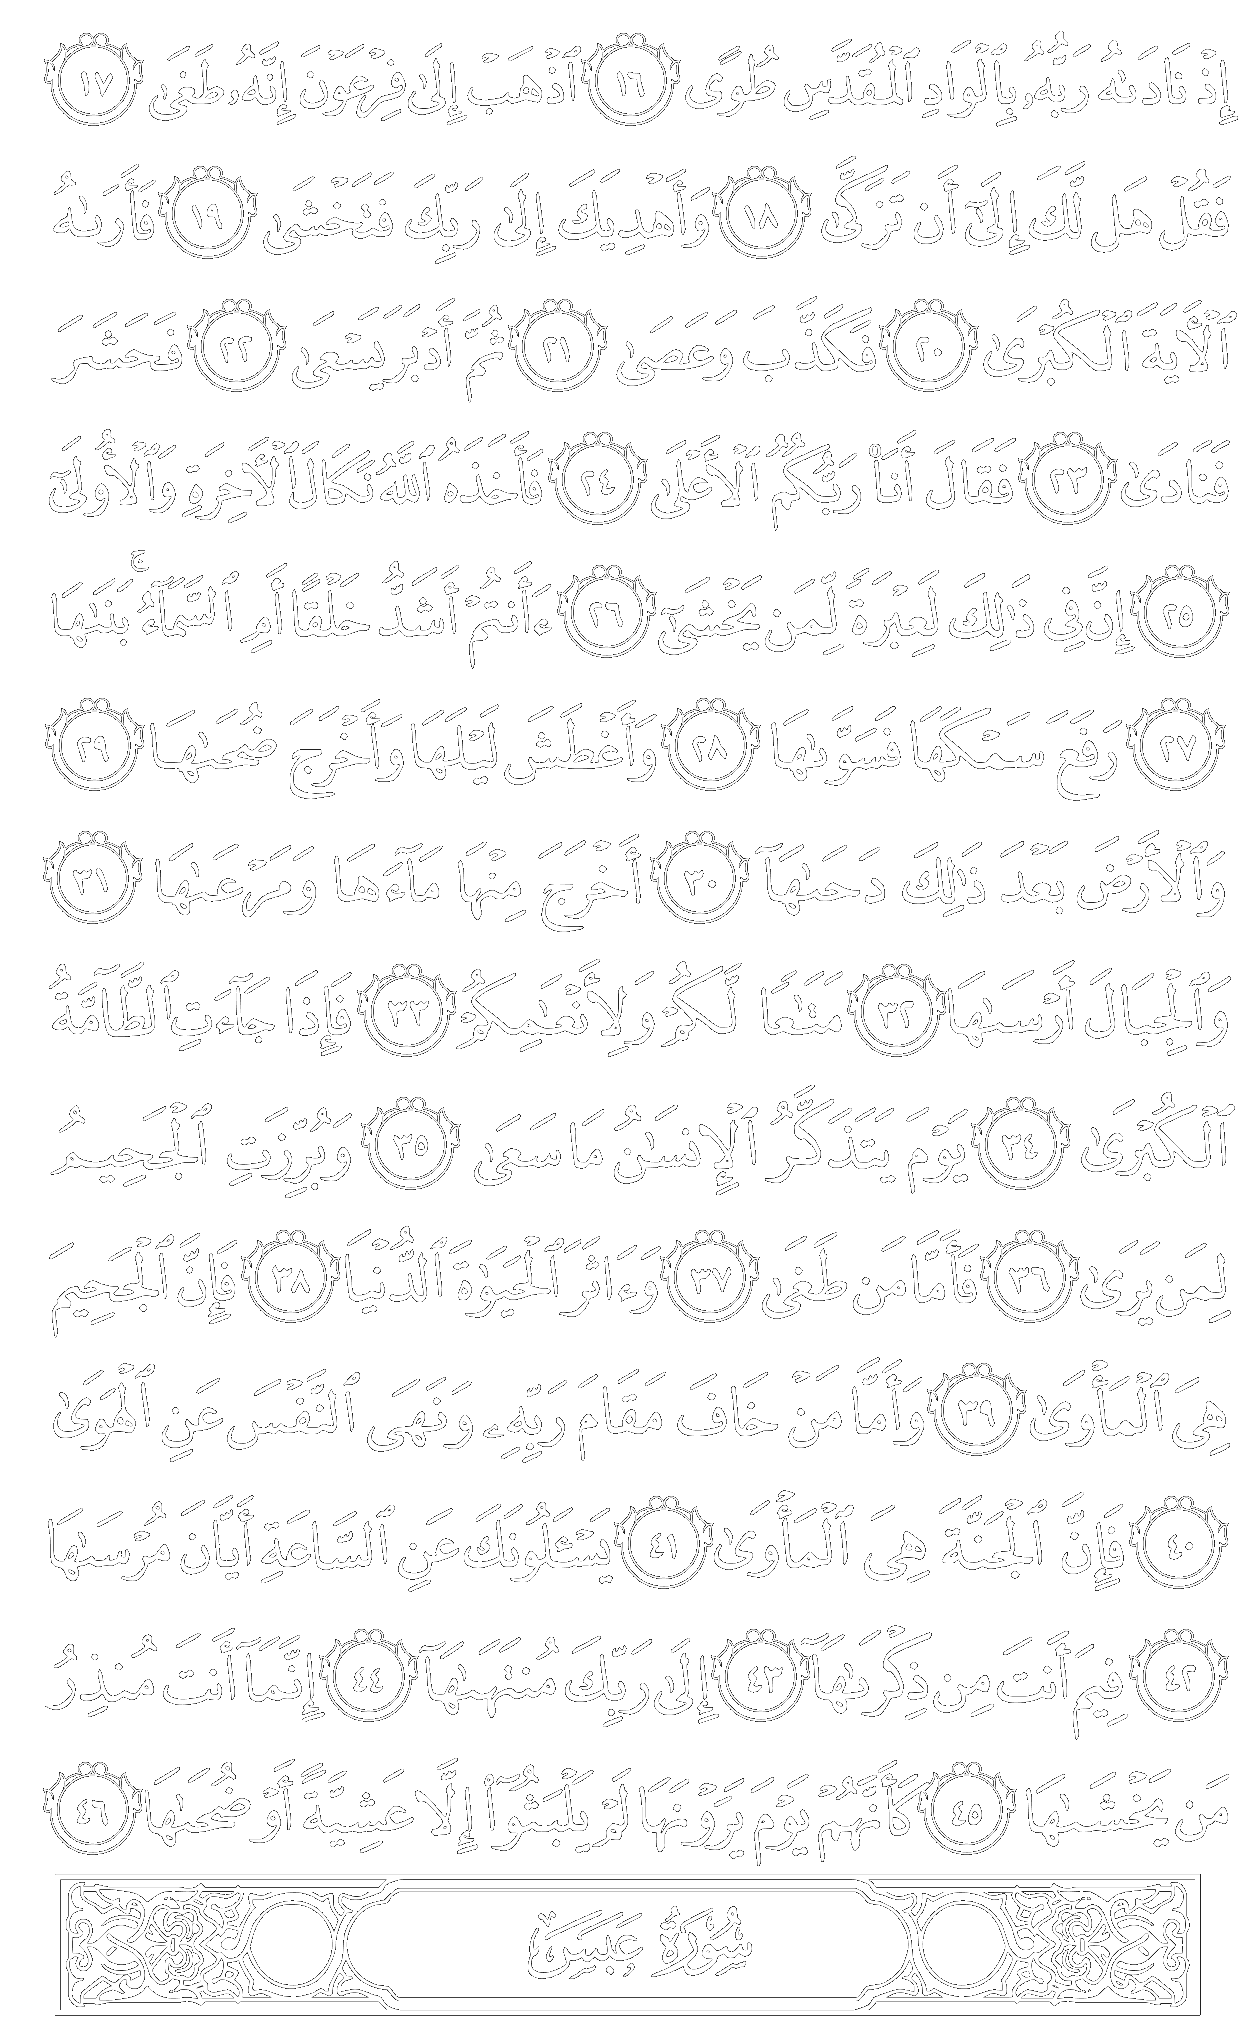 إِذْ نَادَىٰهُ رَبُّهُۥ بِٱلْوَادِ ٱلْمُقَدَّسِ طُوًى ١٦ ٱذْهَبْ إِلَىٰ فِرْعَوْنَ إِنَّهُۥ طَغَىٰ ١٧
فَقُلْ هَل لَّكَ إِلَىٰٓ أَن تَزَكَّىٰ ١٨ وَأَهْدِيَكَ إِلَىٰ رَبِّكَ فَتَخْشَىٰ ١٩ فَأَرَىٰهُ
ٱلْأَيَةَ ٱلْكُبْرَىٰ ٢٠ فَكَذَّبَ وَعَصَىٰ ٢١ ثُمَّ أَدْبَرَ يَسْعَىٰ ٢٢ فَحَشَرَ
فَنَادَىٰ ٢٣ فَقَالَ أَنَا۠ رَبُّكُمُ ٱلْأَعْلَىٰ ٢٤ فَأَخَذَهُ ٱللَّهُ نَكَالَ ٱلْأَخِرَةِ وَٱلْأُولَىٰٓ
٢٥ إِنَّ فِى ذَٰلِكَ لَعِبْرَةً لِّمَن يَخْشَىٰٓ ٢٦ ءَأَنتُمْ أَشَدُّ خَلْقًا أَمِ ٱلسَّمَآءُ ۚ بَنَىٰهَا
٢٧ رَفَعَ سَمْكَهَا فَسَوَّىٰهَا ٢٨ وَأَغْطَشَ لَيْلَهَا وَأَخْرَجَ ضُحَىٰهَا ٢٩
وَٱلْأَرْضَ بَعْدَ ذَٰلِكَ دَحَىٰهَآ ٣٠ أَخْرَجَ مِنْهَا مَآءَهَا وَمَرْعَىٰهَا ٣١
وَٱلْجِبَالَ أَرْسَىٰهَا ٣٢ مَتَٰعًا لَّكُمْ وَلِأَنْعَٰمِكُمْ ٣٣ فَإِذَا جَآءَتِ ٱلطَّآمَّةُ
ٱلْكُبْرَىٰ ٣٤ يَوْمَ يَتَذَكَّرُ ٱلْإِنسَٰنُ مَا سَعَىٰ ٣٥ وَبُرِّزَتِ ٱلْجَحِيمُ
لِمَن يَرَىٰ ٣٦ فَأَمَّا مَن طَغَىٰ ٣٧ وَءَاثَرَ ٱلْحَيَوٰةَ ٱلدُّنْيَا ٣٨ فَإِنَّ ٱلْجَحِيمَ
هِىَ ٱلْمَأْوَىٰ ٣٩ وَأَمَّا مَنْ خَافَ مَقَامَ رَبِّهِۦ وَنَهَى ٱلنَّفْسَ عَنِ ٱلْهَوَىٰ
٤٠ فَإِنَّ ٱلْجَنَّةَ هِىَ ٱلْمَأْوَىٰ ٤١ يَسْـَٔلُونَكَ عَنِ ٱلسَّاعَةِ أَيَّانَ مُرْسَىٰهَا
٤٢ فِيمَ أَنتَ مِن ذِكْرَىٰهَآ ٤٣ إِلَىٰ رَبِّكَ مُنتَهَىٰهَآ ٤٤ إِنَّمَآ أَنتَ مُنذِرُ
مَن يَخْشَىٰهَا ٤٥ كَأَنَّهُمْ يَوْمَ يَرَوْنَهَا لَمْ يَلْبَثُوٓا۟ إِلَّا عَشِيَّةً أَوْ ضُحَىٰهَا ٤٦
سُورَةُ عَبَسَ